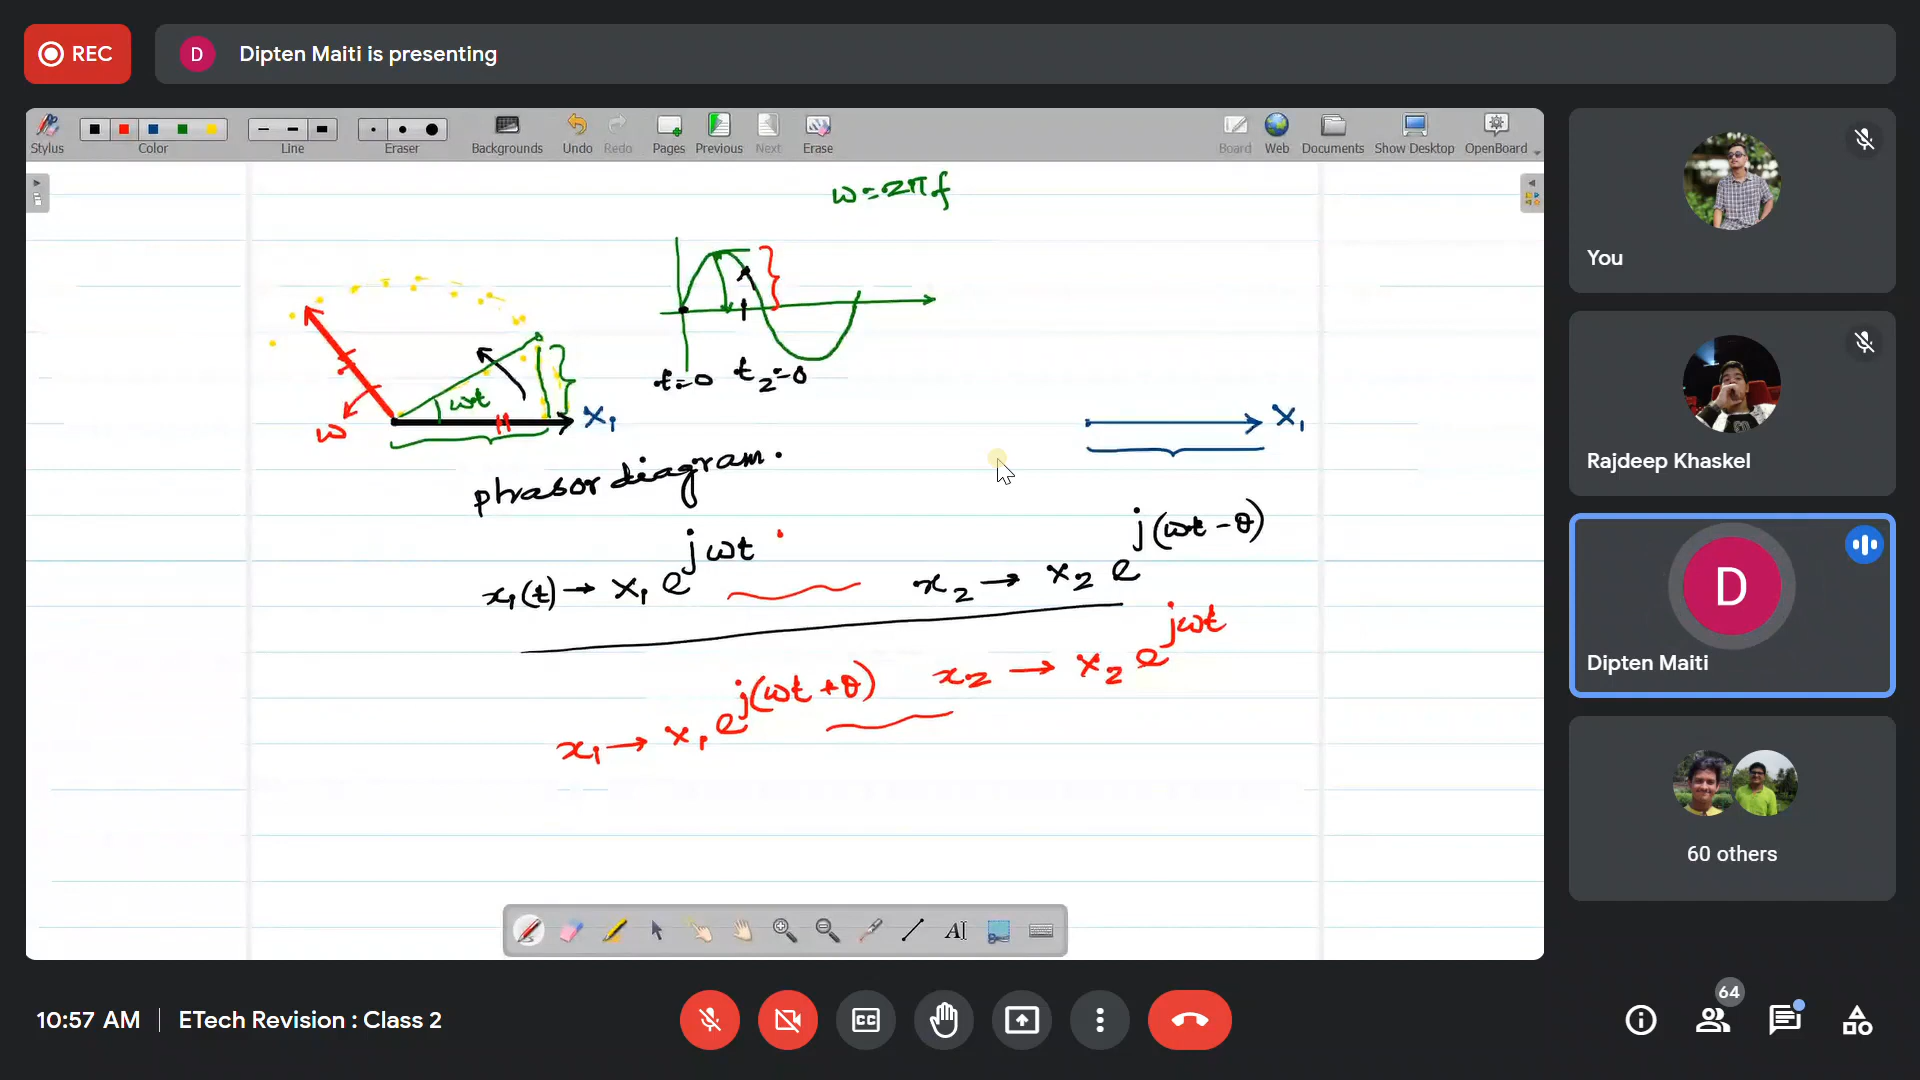 REC
D
Dipten Maiti is presenting
Stylus Color Line Eraser Backgrounds Undo Redo Pages Previous Next Erase Board Web Documents Show Desktop OpenBoard
ω = 2πf
t=0 t₂=0
ωt
ω
X₁
X₁
phasor diagram.
x₁(t) → X₁ e^{jωt}
x₂ → X₂ e^{j(ωt-θ)}
x₁ → X₁ e^{j(ωt+θ)}
x₂ → X₂ e^{jωt}
AI
You
Rajdeep Khaskel
D
Dipten Maiti
60 others
10:57 AM | ETech Revision : Class 2
CC
64